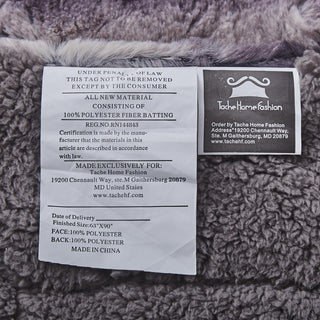 UNDER PENALTY OF LAW
THIS TAG NOT TO BE REMOVED
EXCEPT BY THE CONSUMER
ALL NEW MATERIAL
CONSISTING OF
100% POLYESTER FIBER BATTING
REG.NO.RN144843
Certification is made by the manu-
facturer that the materials in this
article are described in accordance
with law.
MADE EXCLUSIVELY FOR:
Tache Home Fashion
19200 Chennault Way, ste.M Gaithersburg 20879
MD United States
Date of Delivery
Finished Size:63"X90"
FACE:100% POLYESTER
BACK:100% POLYESTER
MADE IN CHINA
Tache Home Fashion
Order by Tache Home Fashion
Address"19200 Chennault Way,
Ste. M Gaithersburg, MD 20879
www.tachehf.com